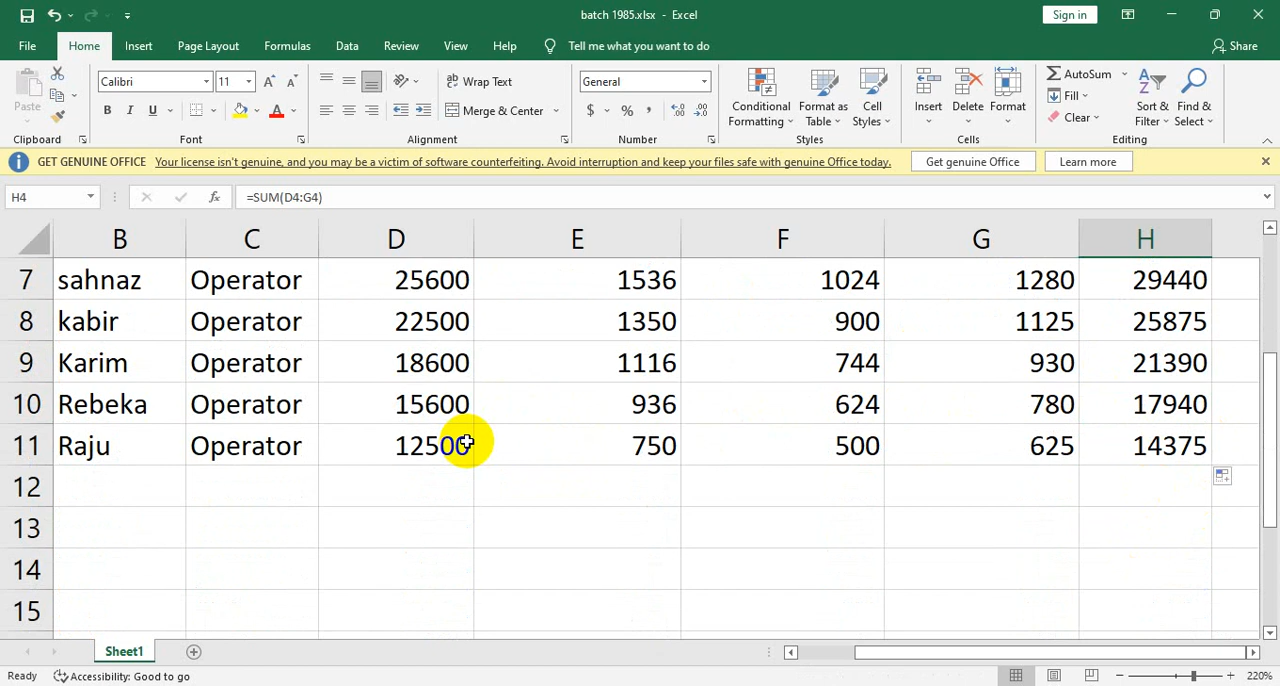 batch 1985.xlsx - Excel
Sign in
File Home Insert Page Layout Formulas Data Review View Help Tell me what you want to do Share
Paste
Calibri 11
B I U
Wrap Text
Merge & Center
General
$ % ,
Conditional Formatting
Format as Table
Cell Styles
Insert Delete Format
AutoSum
Fill
Clear
Sort & Filter
Find & Select
Clipboard Font Alignment Number Styles Cells Editing
GET GENUINE OFFICE Your license isn't genuine, and you may be a victim of software counterfeiting. Avoid interruption and keep your files safe with genuine Office today. Get genuine Office Learn more
H4 fx =SUM(D4:G4)
B C D E F G H
7 sahnaz Operator 25600 1536 1024 1280 29440
8 kabir Operator 22500 1350 900 1125 25875
9 Karim Operator 18600 1116 744 930 21390
10 Rebeka Operator 15600 936 624 780 17940
11 Raju Operator 12500 750 500 625 14375
12
13
14
15
Sheet1
Ready Accessibility: Good to go 220%